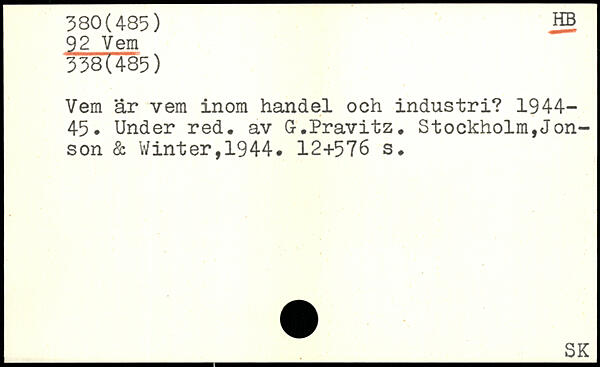 380(485) HB
92 Vem
338(485)
Vem är vem inom handel och industri? 1944-
45. Under red. av G.Pravitz. Stockholm,Jon-
son & Winter,1944. 12+576 s.
SK